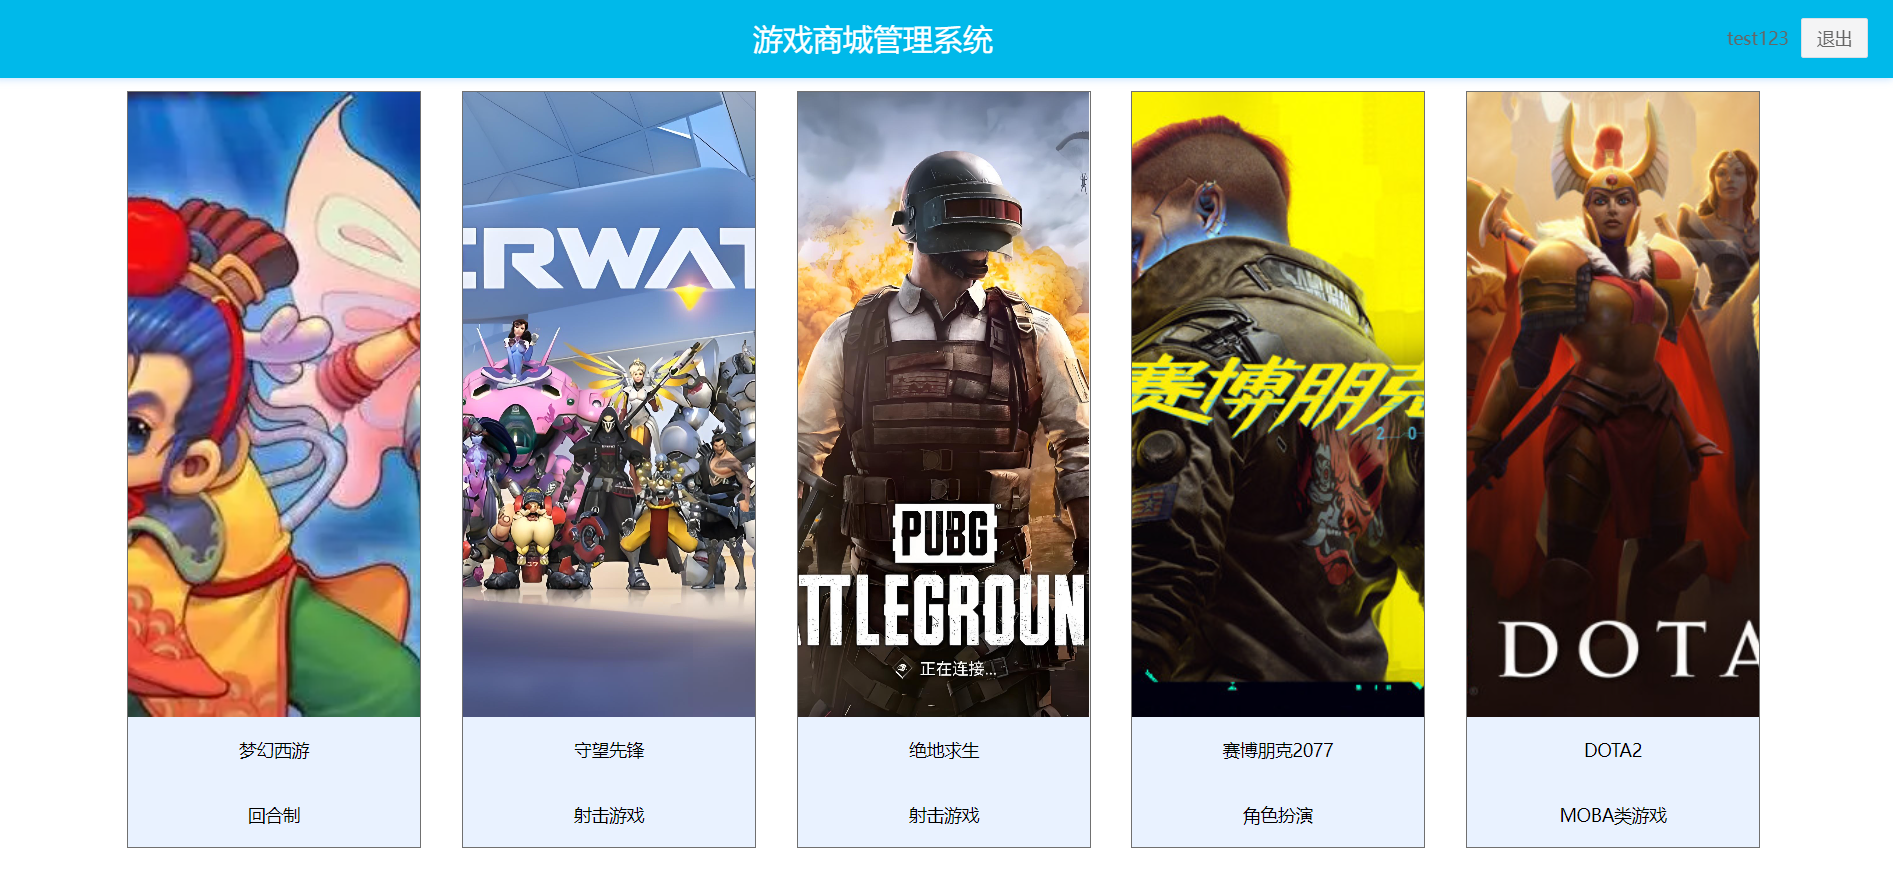 游戏商城管理系统
test123 退出
ERWAT
SAMURAI
赛博朋克
2 0
PUBG
ATTLEGROUN
正在连接...
DOTA
梦幻西游 守望先锋 绝地求生 赛博朋克2077 DOTA2
回合制 射击游戏 射击游戏 角色扮演 MOBA类游戏